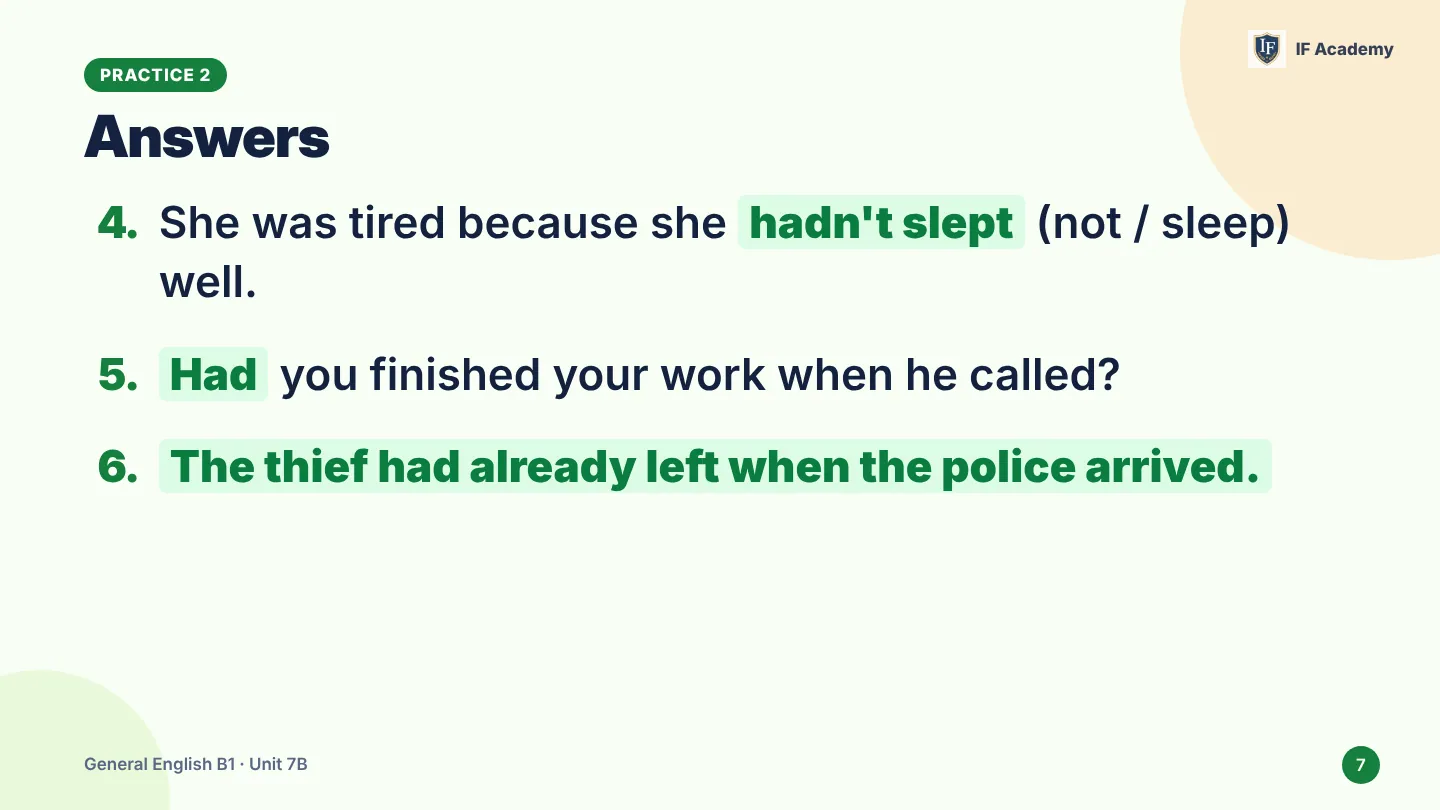 IF
IF Academy
PRACTICE 2
Answers
4. She was tired because she hadn't slept (not / sleep)
well.
5. Had you finished your work when he called?
6. The thief had already left when the police arrived.
General English B1 · Unit 7B
7